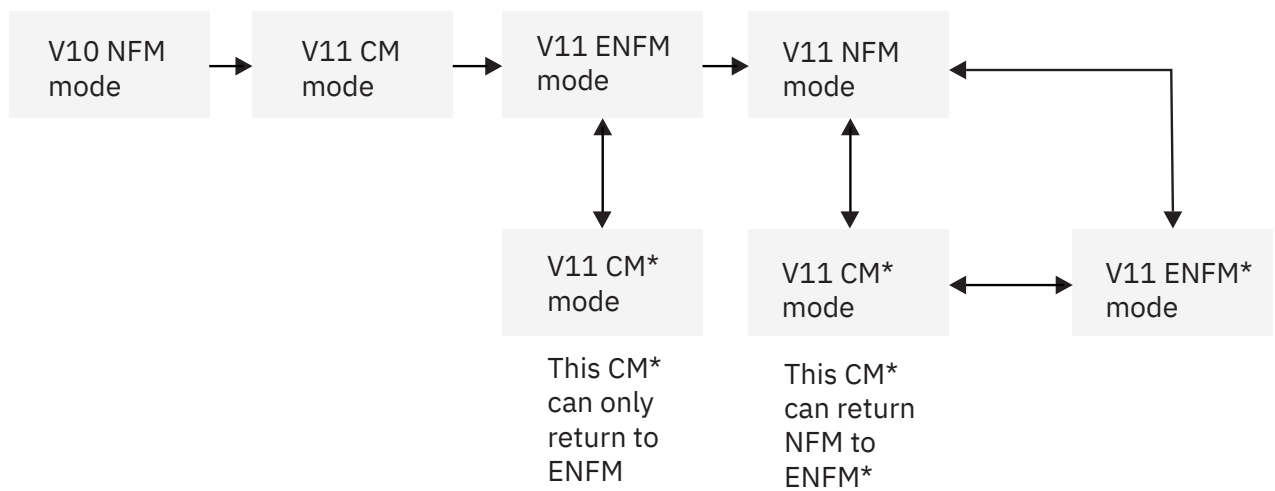 V10 NFM
mode
V11 CM
mode
V11 ENFM
mode
V11 NFM
mode
V11 CM*
mode
V11 CM*
mode
V11 ENFM*
mode
This CM*
can only
return to
ENFM
This CM*
can return
NFM to
ENFM*